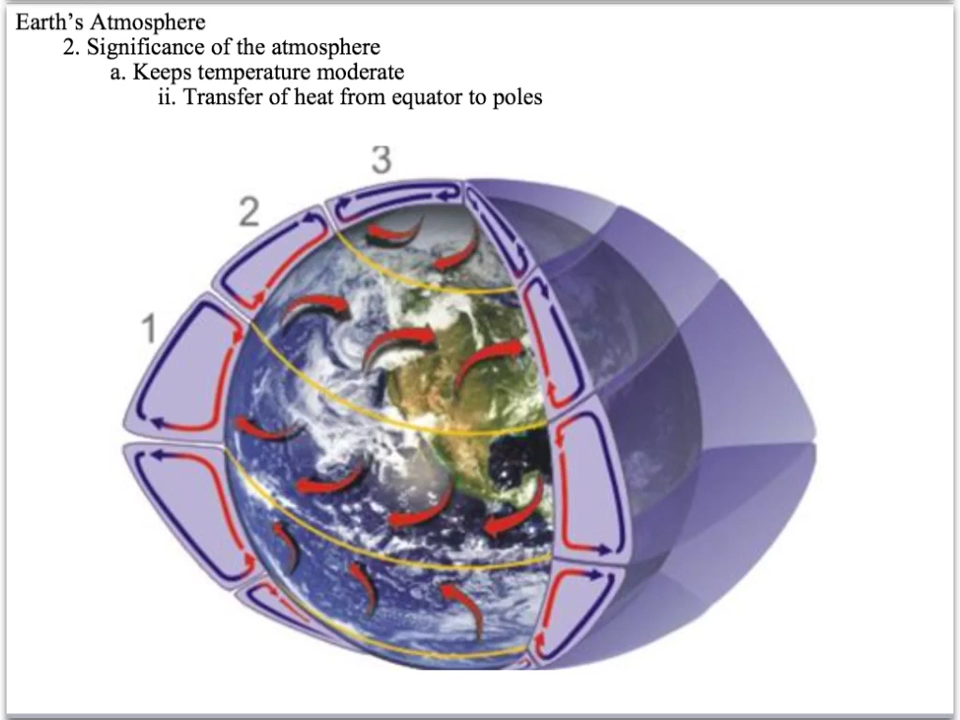 Earth's Atmosphere
2. Significance of the atmosphere
a. Keeps temperature moderate
ii. Transfer of heat from equator to poles
3
2
1